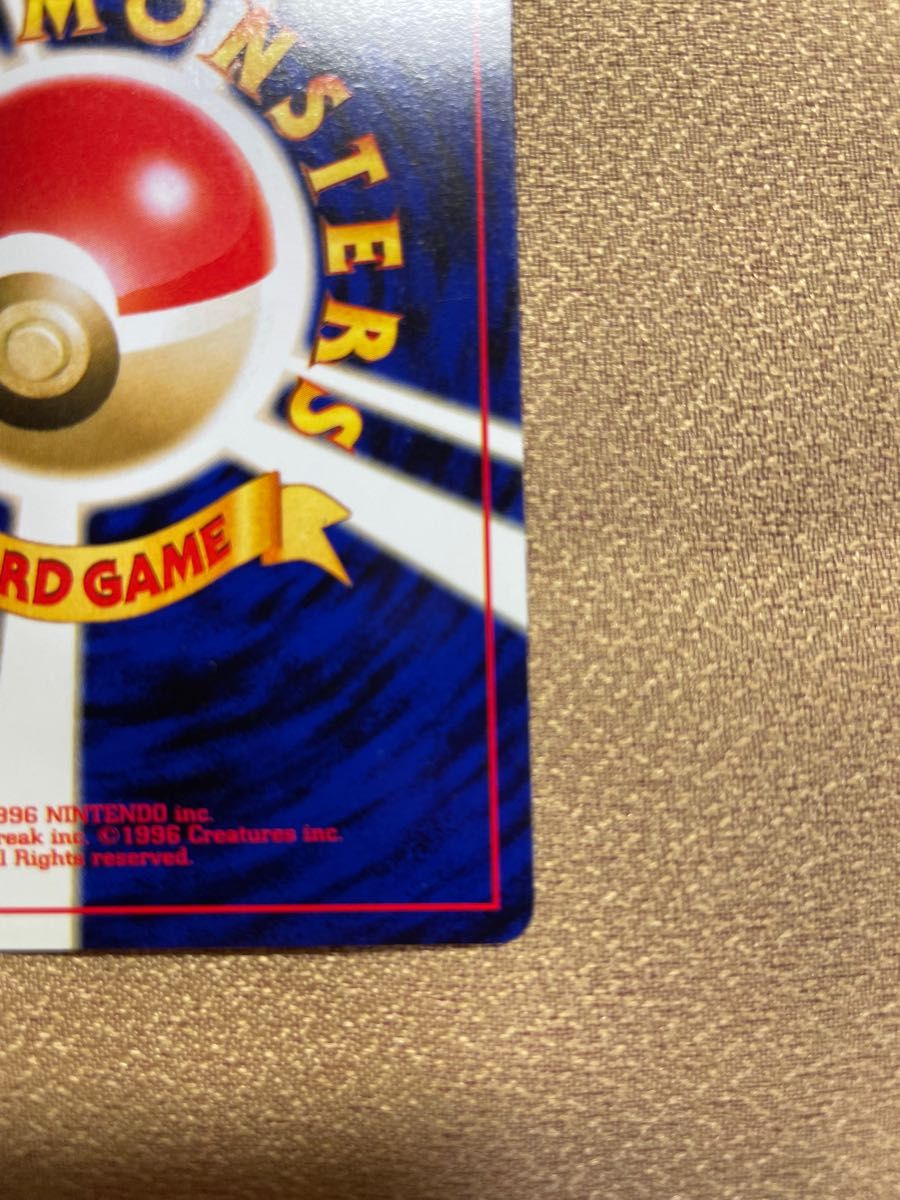 MONSTERS
RD GAME
996 NINTENDO inc.
reak inc. ©1996 Creatures inc.
l Rights reserved.